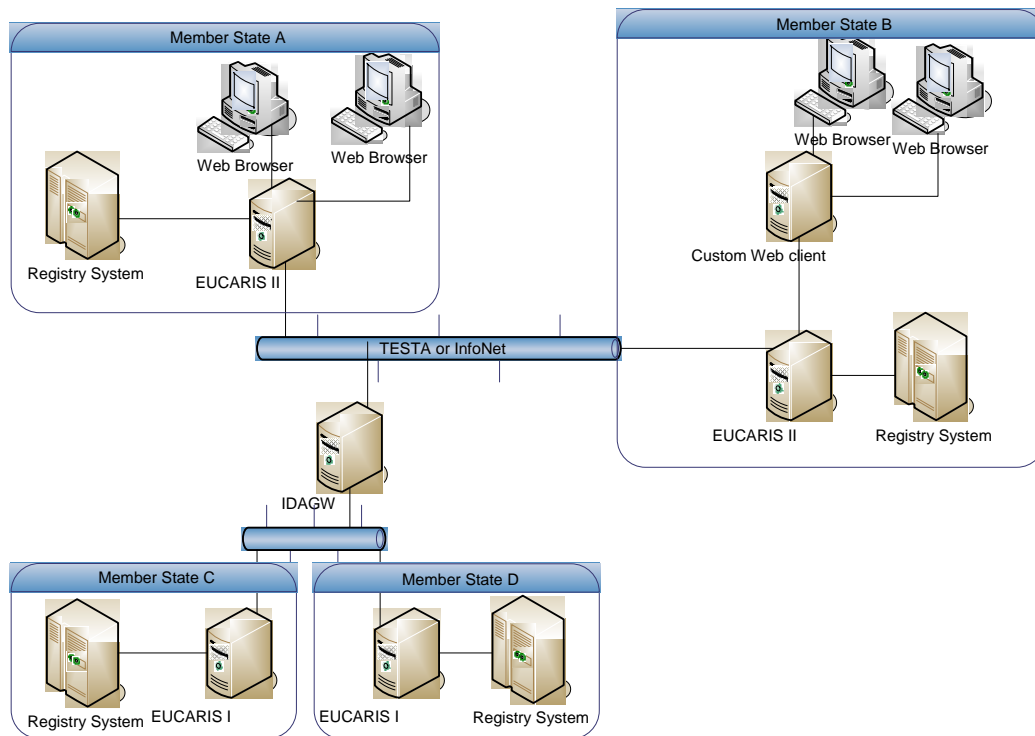 Member State A
Member State B
Web Browser
Web Browser
Web Browser
Web Browser
Registry System
EUCARIS II
Custom Web client
TESTA or InfoNet
EUCARIS II
Registry System
IDAGW
Member State C
Member State D
Registry System
EUCARIS I
EUCARIS I
Registry System